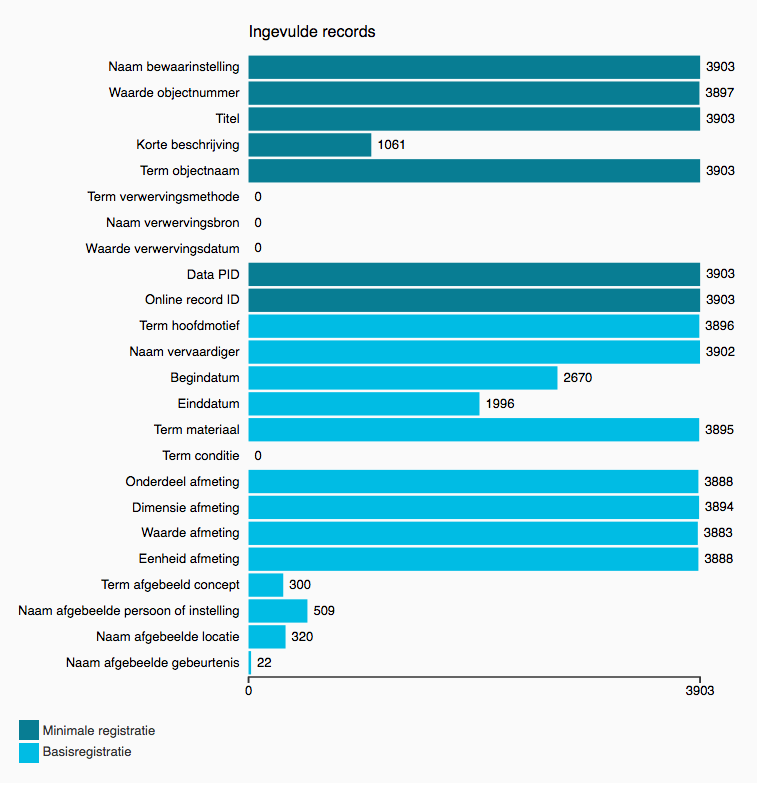 Ingevulde records
Naam bewaarinstelling 3903
Waarde objectnummer 3897
Titel 3903
Korte beschrijving 1061
Term objectnaam 3903
Term verwervingsmethode 0
Naam verwervingsbron 0
Waarde verwervingsdatum 0
Data PID 3903
Online record ID 3903
Term hoofdmotief 3896
Naam vervaardiger 3902
Begindatum 2670
Einddatum 1996
Term materiaal 3895
Term conditie 0
Onderdeel afmeting 3888
Dimensie afmeting 3894
Waarde afmeting 3883
Eenheid afmeting 3888
Term afgebeeld concept 300
Naam afgebeelde persoon of instelling 509
Naam afgebeelde locatie 320
Naam afgebeelde gebeurtenis 22
0 3903
Minimale registratie
Basisregistratie